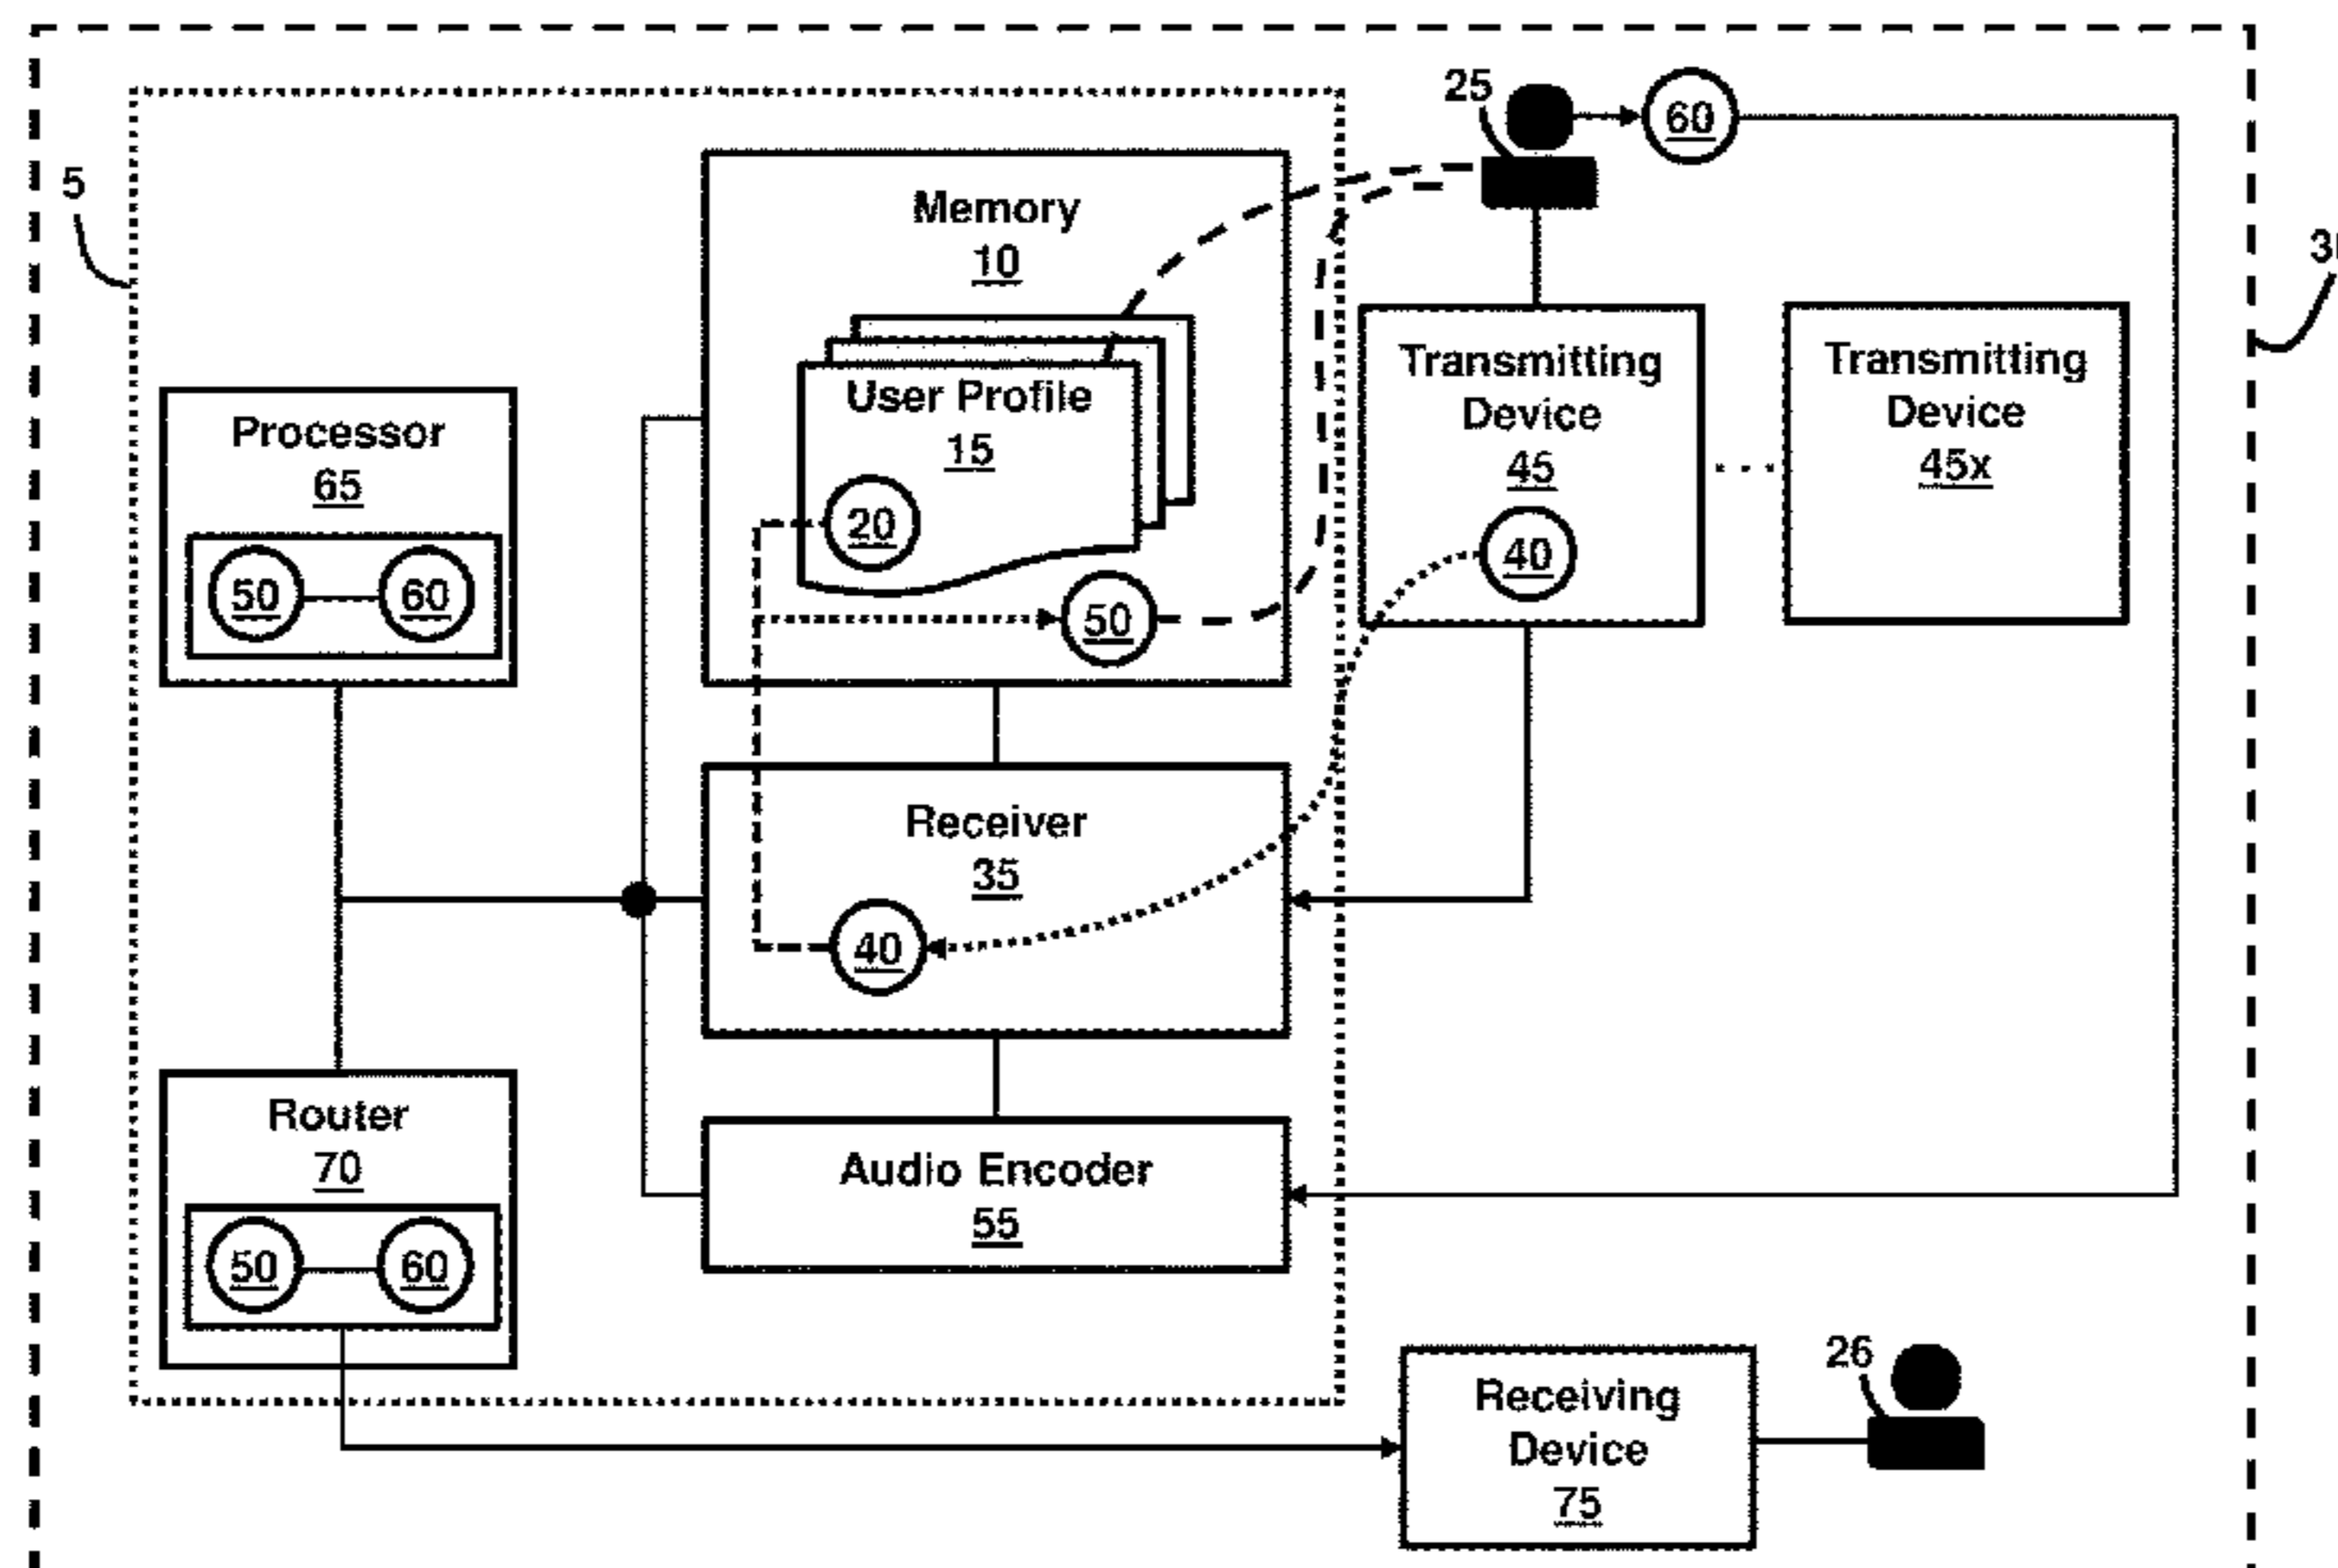 25
60
5
Memory
10
3
User Profile
15
20
50
Transmitting
Device
45
40
Transmitting
Device
45x
Processor
65
50
60
Receiver
35
40
Router
70
50
60
Audio Encoder
55
26
Receiving
Device
75